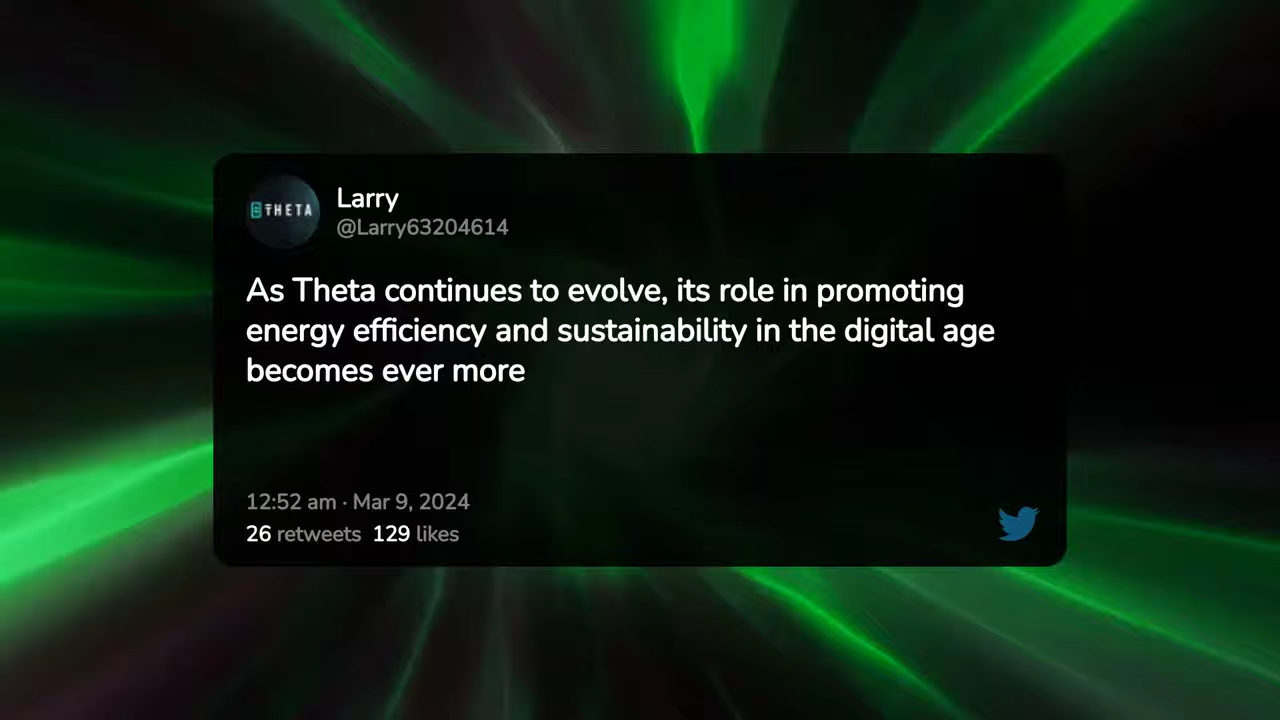 THETA
Larry
@Larry63204614
As Theta continues to evolve, its role in promoting
energy efficiency and sustainability in the digital age
becomes ever more
12:52 am · Mar 9, 2024
26 retweets 129 likes